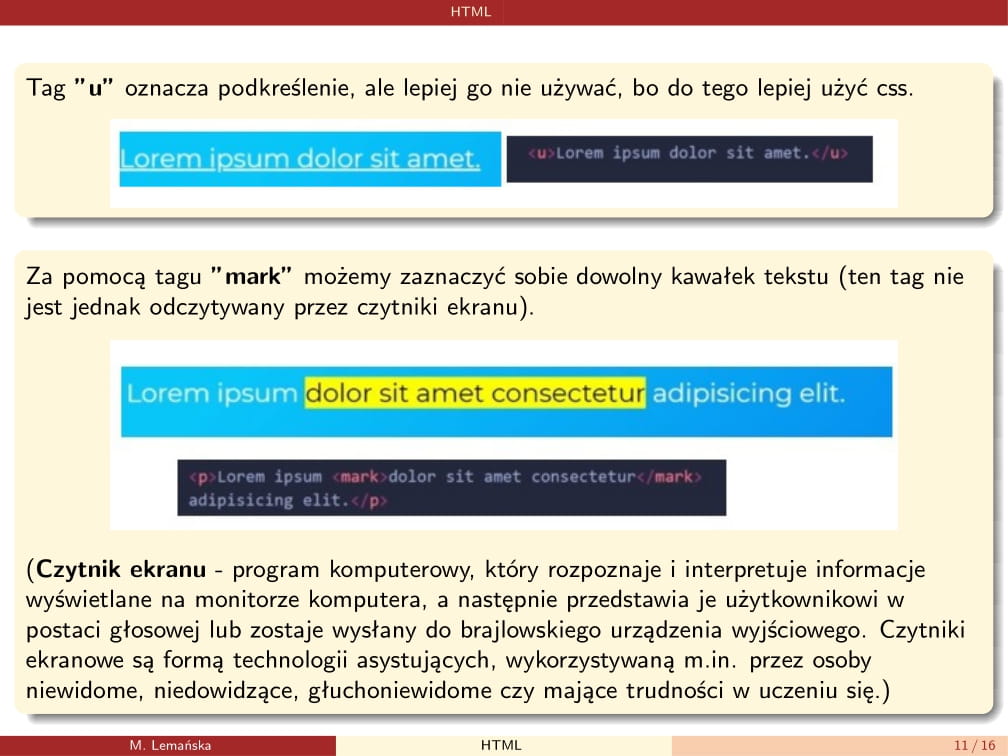 HTML
Tag ”u” oznacza podkreślenie, ale lepiej go nie używać, bo do tego lepiej użyć css.
Lorem ipsum dolor sit amet. <u>Lorem ipsum dolor sit amet.</u>
Za pomocą tagu ”mark” możemy zaznaczyć sobie dowolny kawałek tekstu (ten tag nie
jest jednak odczytywany przez czytniki ekranu).
Lorem ipsum dolor sit amet consectetur adipisicing elit.
<p>Lorem ipsum <mark>dolor sit amet consectetur</mark>
adipisicing elit.</p>
(Czytnik ekranu - program komputerowy, który rozpoznaje i interpretuje informacje
wyświetlane na monitorze komputera, a następnie przedstawia je użytkownikowi w
postaci głosowej lub zostaje wysłany do brajlowskiego urządzenia wyjściowego. Czytniki
ekranowe są formą technologii asystujących, wykorzystywaną m.in. przez osoby
niewidome, niedowidzące, głuchoniewidome czy mające trudności w uczeniu się.)
M. Lemańska HTML 11 / 16